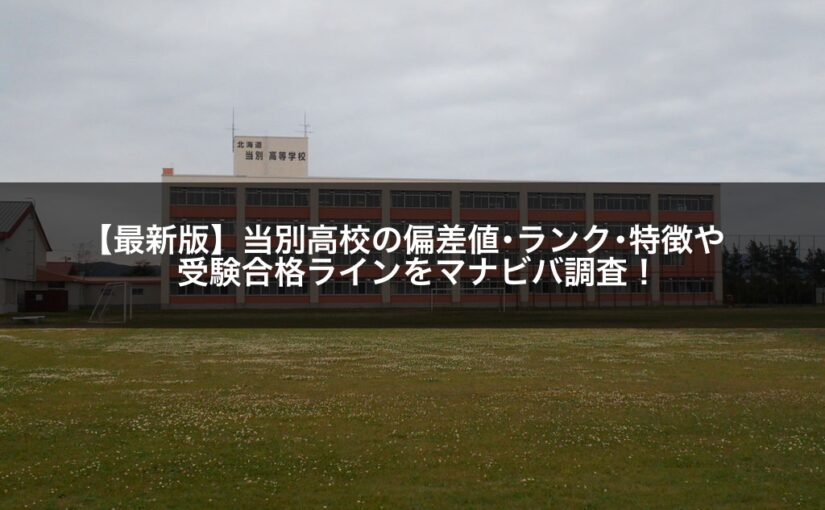 北海道
当別 高等学校
【最新版】当別高校の偏差値・ランク・特徴や
受験合格ラインをマナビバ調査！